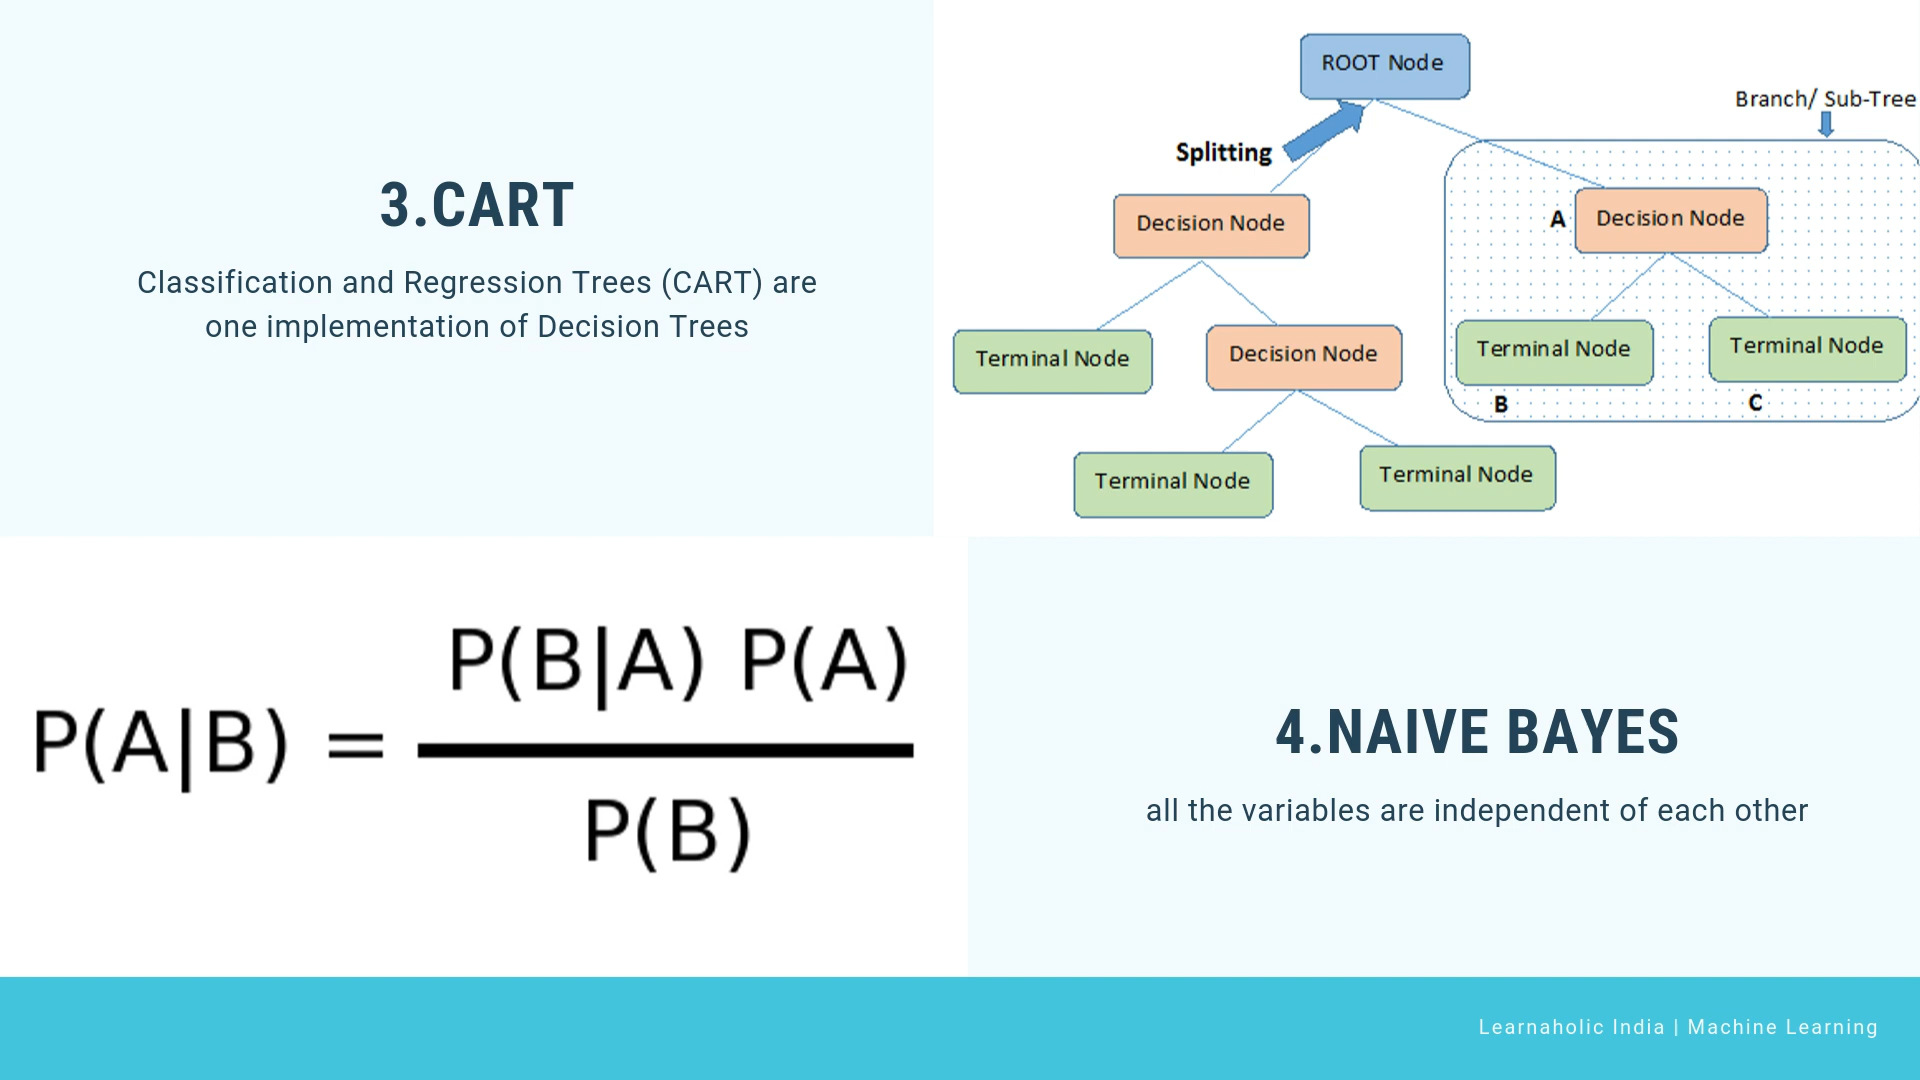 3.CART
Classification and Regression Trees (CART) are
one implementation of Decision Trees
ROOT Node
Branch/ Sub-Tree
Splitting
Decision Node
A
Decision Node
Terminal Node
Decision Node
Terminal Node
Terminal Node
B
C
Terminal Node
Terminal Node
P(A|B) = P(B|A) P(A)
P(B)
4.NAIVE BAYES
all the variables are independent of each other
Learnaholic India | Machine Learning